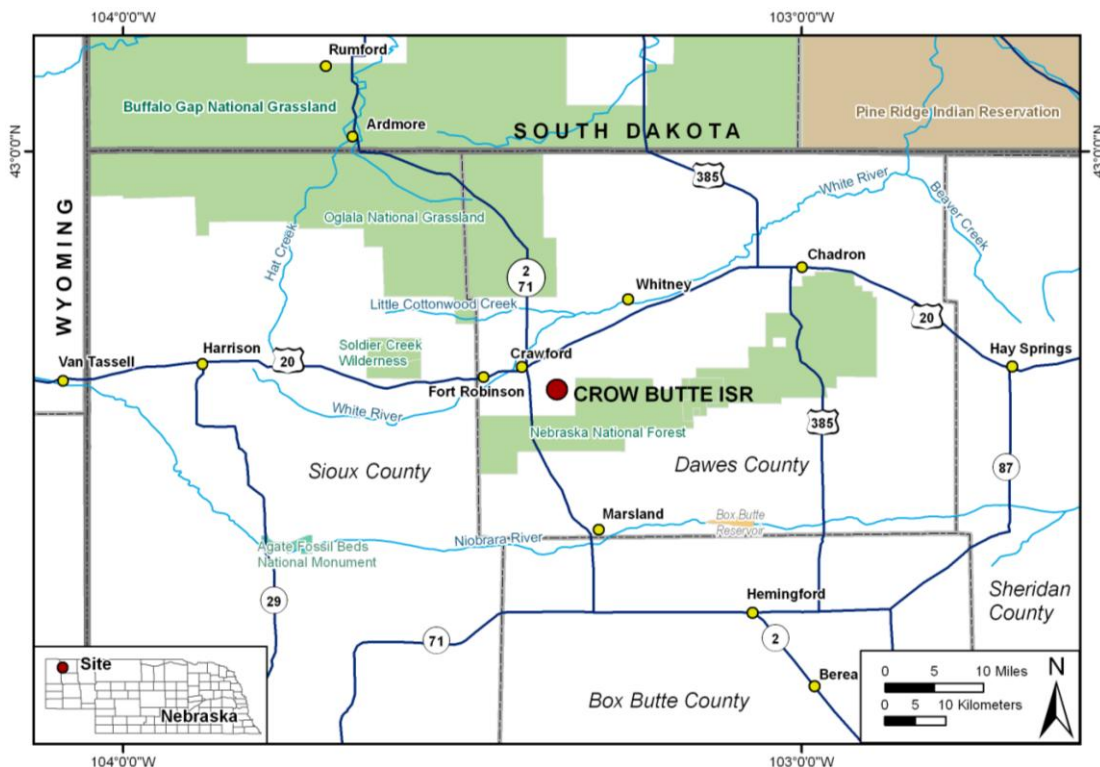 104°0'0"W
103°0'0"W
Rumford
Buffalo Gap National Grassland
Pine Ridge Indian Reservation
Ardmore
SOUTH DAKOTA
43°0'0"N
43°0'0"N
385
White River
Beaver Creek
Oglala National Grassland
WYOMING
Hat Creek
Chadron
2
71
Whitney
Little Cottonwood Creek
20
Soldier Creek
Wilderness
Crawford
Hay Springs
Van Tassell
Harrison
20
Fort Robinson
CROW BUTTE ISR
White River
385
Nebraska National Forest
Sioux County
Dawes County
87
Marsland
Box Butte
Reservoir
Niobrara River
Agate Fossil Beds
National Monument
29
Hemingford
Sheridan
County
71
2
Berea
Box Butte County
Site
Nebraska
0 5 10 Miles
0 5 10 Kilometers
N
104°0'0"W
103°0'0"W